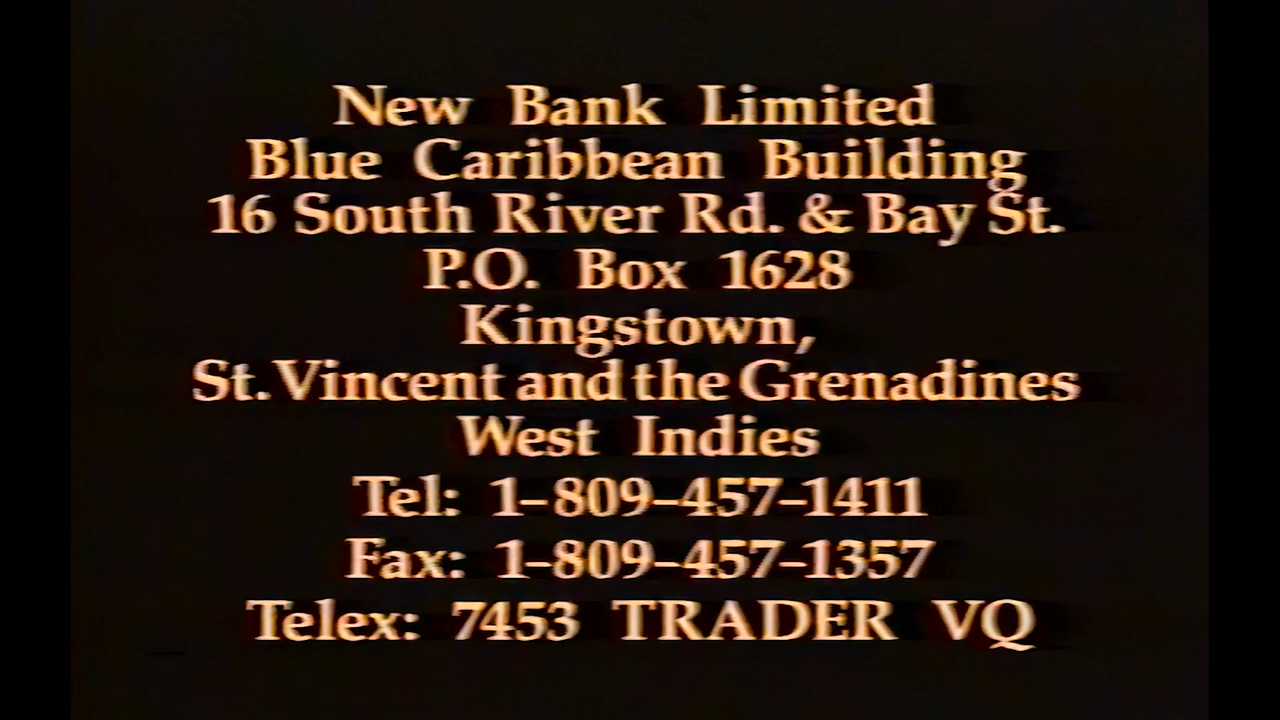 New Bank Limited
Blue Caribbean Building
16 South River Rd. & Bay St.
P.O. Box 1628
Kingstown,
St. Vincent and the Grenadines
West Indies
Tel: 1-809-457-1411
Fax: 1-809-457-1357
Telex: 7453 TRADER VQ